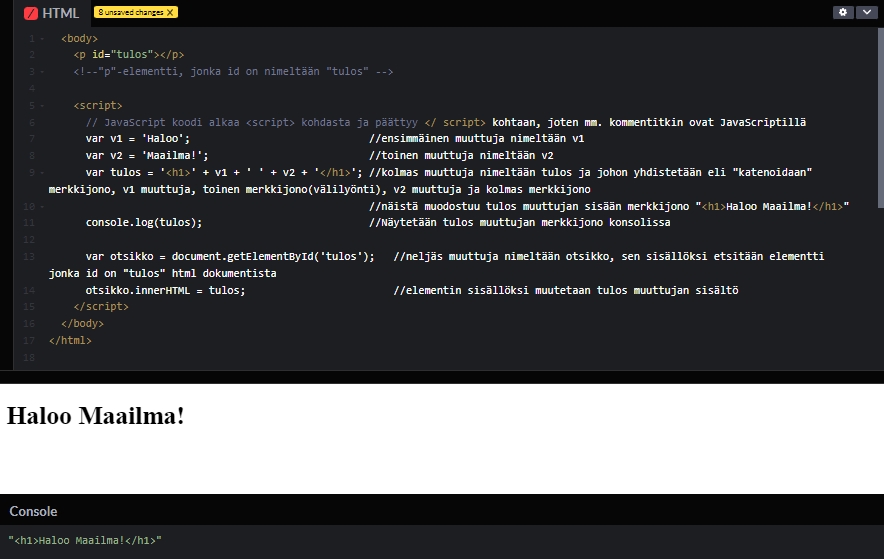 HTML 8 unsaved changes X
1 <body>
2 <p id="tulos"></p>
3 <!--"p"-elementti, jonka id on nimeltään "tulos" -->
4
5 <script>
6 // JavaScript koodi alkaa <script> kohdasta ja päättyy </ script> kohtaan, joten mm. kommentitkin ovat JavaScriptillä
7 var v1 = 'Haloo'; //ensimmäinen muuttuja nimeltään v1
8 var v2 = 'Maailma!'; //toinen muuttuja nimeltään v2
9 var tulos = '<h1>' + v1 + ' ' + v2 + '</h1>'; //kolmas muuttuja nimeltään tulos ja johon yhdistetään eli "katenoidaan"
merkkijono, v1 muuttuja, toinen merkkijono(välilyönti), v2 muuttuja ja kolmas merkkijono
10 //näistä muodostuu tulos muuttujan sisään merkkijono "<h1>Haloo Maailma!</h1>"
11 console.log(tulos); //Näytetään tulos muuttujan merkkijono konsolissa
12
13 var otsikko = document.getElementById('tulos'); //neljäs muuttuja nimeltään otsikko, sen sisällöksi etsitään elementti
jonka id on "tulos" html dokumentista
14 otsikko.innerHTML = tulos; //elementin sisällöksi muutetaan tulos muuttujan sisältö
15 </script>
16 </body>
17 </html>
18
Haloo Maailma!
Console
"<h1>Haloo Maailma!</h1>"